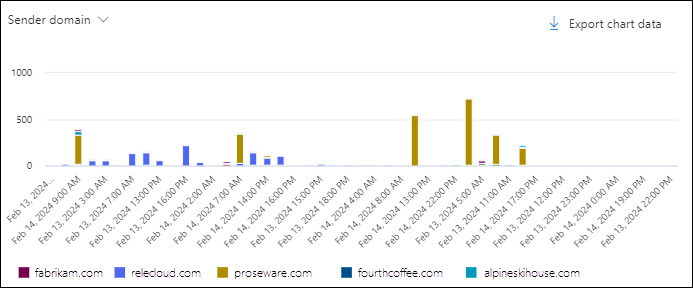 Sender domain
Export chart data
1000
500
0
Feb 13, 2024...
Feb 14, 2024 9:00 AM
Feb 13, 2024 3:00 AM
Feb 13, 2024 7:00 AM
Feb 13, 2024 13:00 PM
Feb 13, 2024 16:00 PM
Feb 14, 2024 2:00 AM
Feb 14, 2024 7:00 AM
Feb 14, 2024 14:00 PM
Feb 14, 2024 16:00 PM
Feb 13, 2024 15:00 PM
Feb 13, 2024 18:00 PM
Feb 14, 2024 4:00 AM
Feb 14, 2024 8:00 AM
Feb 14, 2024 13:00 PM
Feb 14, 2024 22:00 PM
Feb 13, 2024 5:00 AM
Feb 13, 2024 11:00 AM
Feb 14, 2024 17:00 PM
Feb 13, 2024 12:00 PM
Feb 13, 2024 23:00 PM
Feb 14, 2024 0:00 AM
Feb 14, 2024 19:00 PM
Feb 13, 2024 22:00 PM
fabrikam.com relecloud.com proseware.com fourthcoffee.com alpineskihouse.com